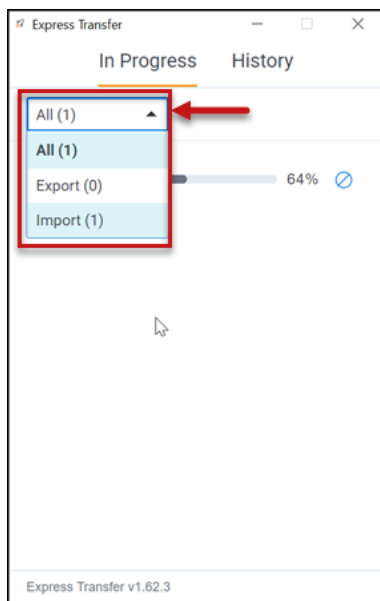 Express Transfer
In Progress History
All (1)
All (1)
Export (0)
64%
Import (1)
Express Transfer v1.62.3